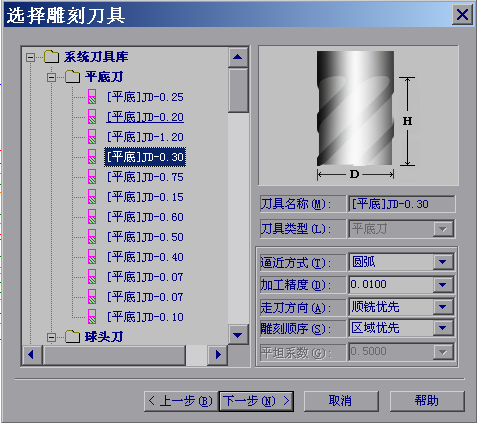 选择雕刻刀具
系统刀具库
平底刀
[平底]JD-0.25
[平底]JD-0.20
[平底]JD-1.20
[平底]JD-0.30
[平底]JD-0.75
[平底]JD-0.15
[平底]JD-0.60
[平底]JD-0.50
[平底]JD-0.40
[平底]JD-0.07
[平底]JD-0.07
[平底]JD-0.10
球头刀
H
D
刀具名称(M): [平底]JD-0.30
刀具类型(L): 平底刀
逼近方式(T): 圆弧
加工精度(D): 0.0100
走刀方向(A): 顺铣优先
雕刻顺序(S): 区域优先
平坦系数(G): 0.5000
< 上一步(B) 下一步(N) > 取消 帮助